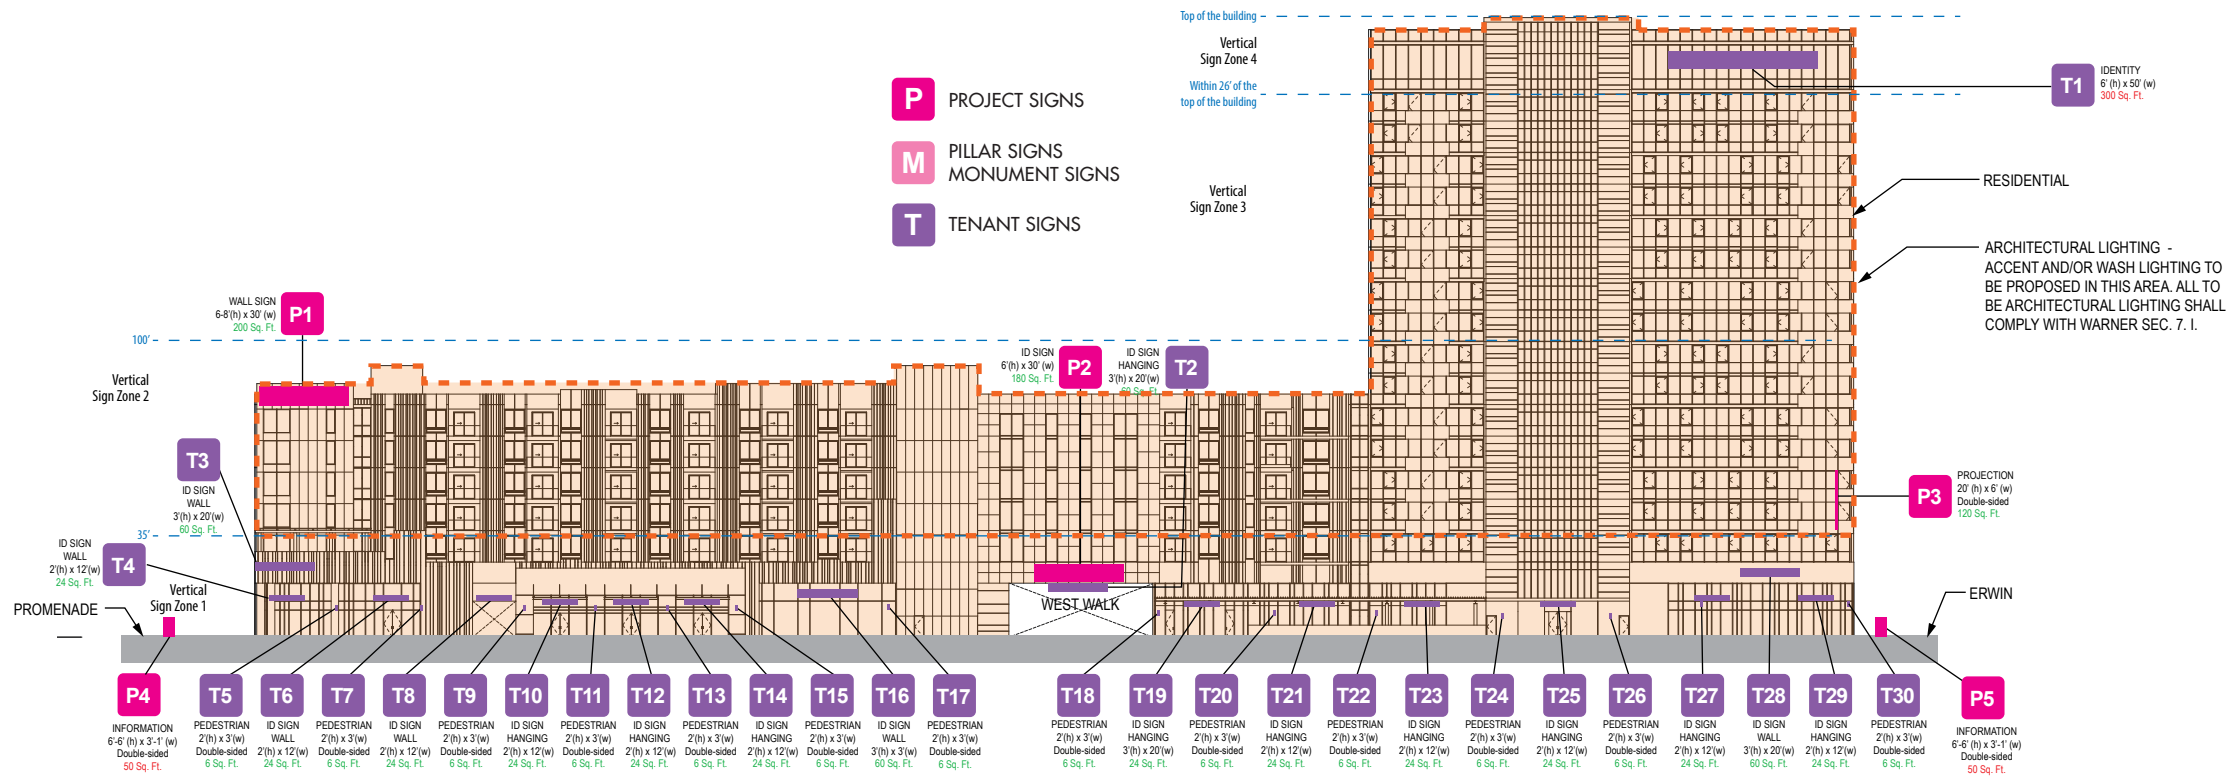 Top of the building
Vertical
Sign Zone 4
Within 26' of the
top of the building
P PROJECT SIGNS
M PILLAR SIGNS
MONUMENT SIGNS
T TENANT SIGNS
Vertical
Sign Zone 3
T1
IDENTITY
6' (h) x 50' (w)
300 Sq. Ft.
RESIDENTIAL
ARCHITECTURAL LIGHTING -
ACCENT AND/OR WASH LIGHTING TO
BE PROPOSED IN THIS AREA. ALL TO
BE ARCHITECTURAL LIGHTING SHALL
COMPLY WITH WARNER SEC. 7. I.
WALL SIGN
6-8'(h) x 30' (w)
200 Sq. Ft.
P1
100'
Vertical
Sign Zone 2
ID SIGN
6'(h) x 30' (w)
180 Sq. Ft.
P2
ID SIGN
HANGING
3'(h) x 20'(w)
60 Sq. Ft.
T2
T3
ID SIGN
WALL
3'(h) x 20'(w)
60 Sq. Ft.
P3
PROJECTION
20' (h) x 6' (w)
Double-sided
120 Sq. Ft.
35'
ID SIGN
WALL
2'(h) x 12'(w)
24 Sq. Ft.
T4
Vertical
Sign Zone 1
PROMENADE
WEST WALK
ERWIN
P4
INFORMATION
6'-6' (h) x 3'-1' (w)
Double-sided
50 Sq. Ft.
T5
PEDESTRIAN
2'(h) x 3'(w)
Double-sided
6 Sq. Ft.
T6
ID SIGN
WALL
2'(h) x 12'(w)
24 Sq. Ft.
T7
PEDESTRIAN
2'(h) x 3'(w)
Double-sided
6 Sq. Ft.
T8
ID SIGN
WALL
2'(h) x 12'(w)
24 Sq. Ft.
T9
PEDESTRIAN
2'(h) x 3'(w)
Double-sided
6 Sq. Ft.
T10
ID SIGN
HANGING
2'(h) x 12'(w)
24 Sq. Ft.
T11
PEDESTRIAN
2'(h) x 3'(w)
Double-sided
6 Sq. Ft.
T12
ID SIGN
HANGING
2'(h) x 12'(w)
24 Sq. Ft.
T13
PEDESTRIAN
2'(h) x 3'(w)
Double-sided
6 Sq. Ft.
T14
ID SIGN
HANGING
2'(h) x 12'(w)
24 Sq. Ft.
T15
PEDESTRIAN
2'(h) x 3'(w)
Double-sided
6 Sq. Ft.
T16
ID SIGN
WALL
3'(h) x 3'(w)
60 Sq. Ft.
T17
PEDESTRIAN
2'(h) x 3'(w)
Double-sided
6 Sq. Ft.
T18
PEDESTRIAN
2'(h) x 3'(w)
Double-sided
6 Sq. Ft.
T19
ID SIGN
HANGING
3'(h) x 20'(w)
24 Sq. Ft.
T20
PEDESTRIAN
2'(h) x 3'(w)
Double-sided
6 Sq. Ft.
T21
ID SIGN
HANGING
2'(h) x 12'(w)
24 Sq. Ft.
T22
PEDESTRIAN
2'(h) x 3'(w)
Double-sided
6 Sq. Ft.
T23
ID SIGN
HANGING
2'(h) x 12'(w)
24 Sq. Ft.
T24
PEDESTRIAN
2'(h) x 3'(w)
Double-sided
6 Sq. Ft.
T25
ID SIGN
HANGING
2'(h) x 12'(w)
24 Sq. Ft.
T26
PEDESTRIAN
2'(h) x 3'(w)
Double-sided
6 Sq. Ft.
T27
ID SIGN
HANGING
2'(h) x 12'(w)
24 Sq. Ft.
T28
ID SIGN
WALL
3'(h) x 20'(w)
60 Sq. Ft.
T29
ID SIGN
HANGING
2'(h) x 12'(w)
24 Sq. Ft.
T30
PEDESTRIAN
2'(h) x 3'(w)
Double-sided
6 Sq. Ft.
P5
INFORMATION
6'-6' (h) x 3'-1' (w)
Double-sided
50 Sq. Ft.